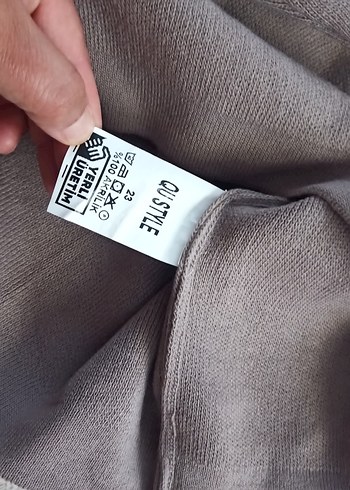 QU STYLE
23
%100 AKRİLİK
YERLİ
ÜRETİM